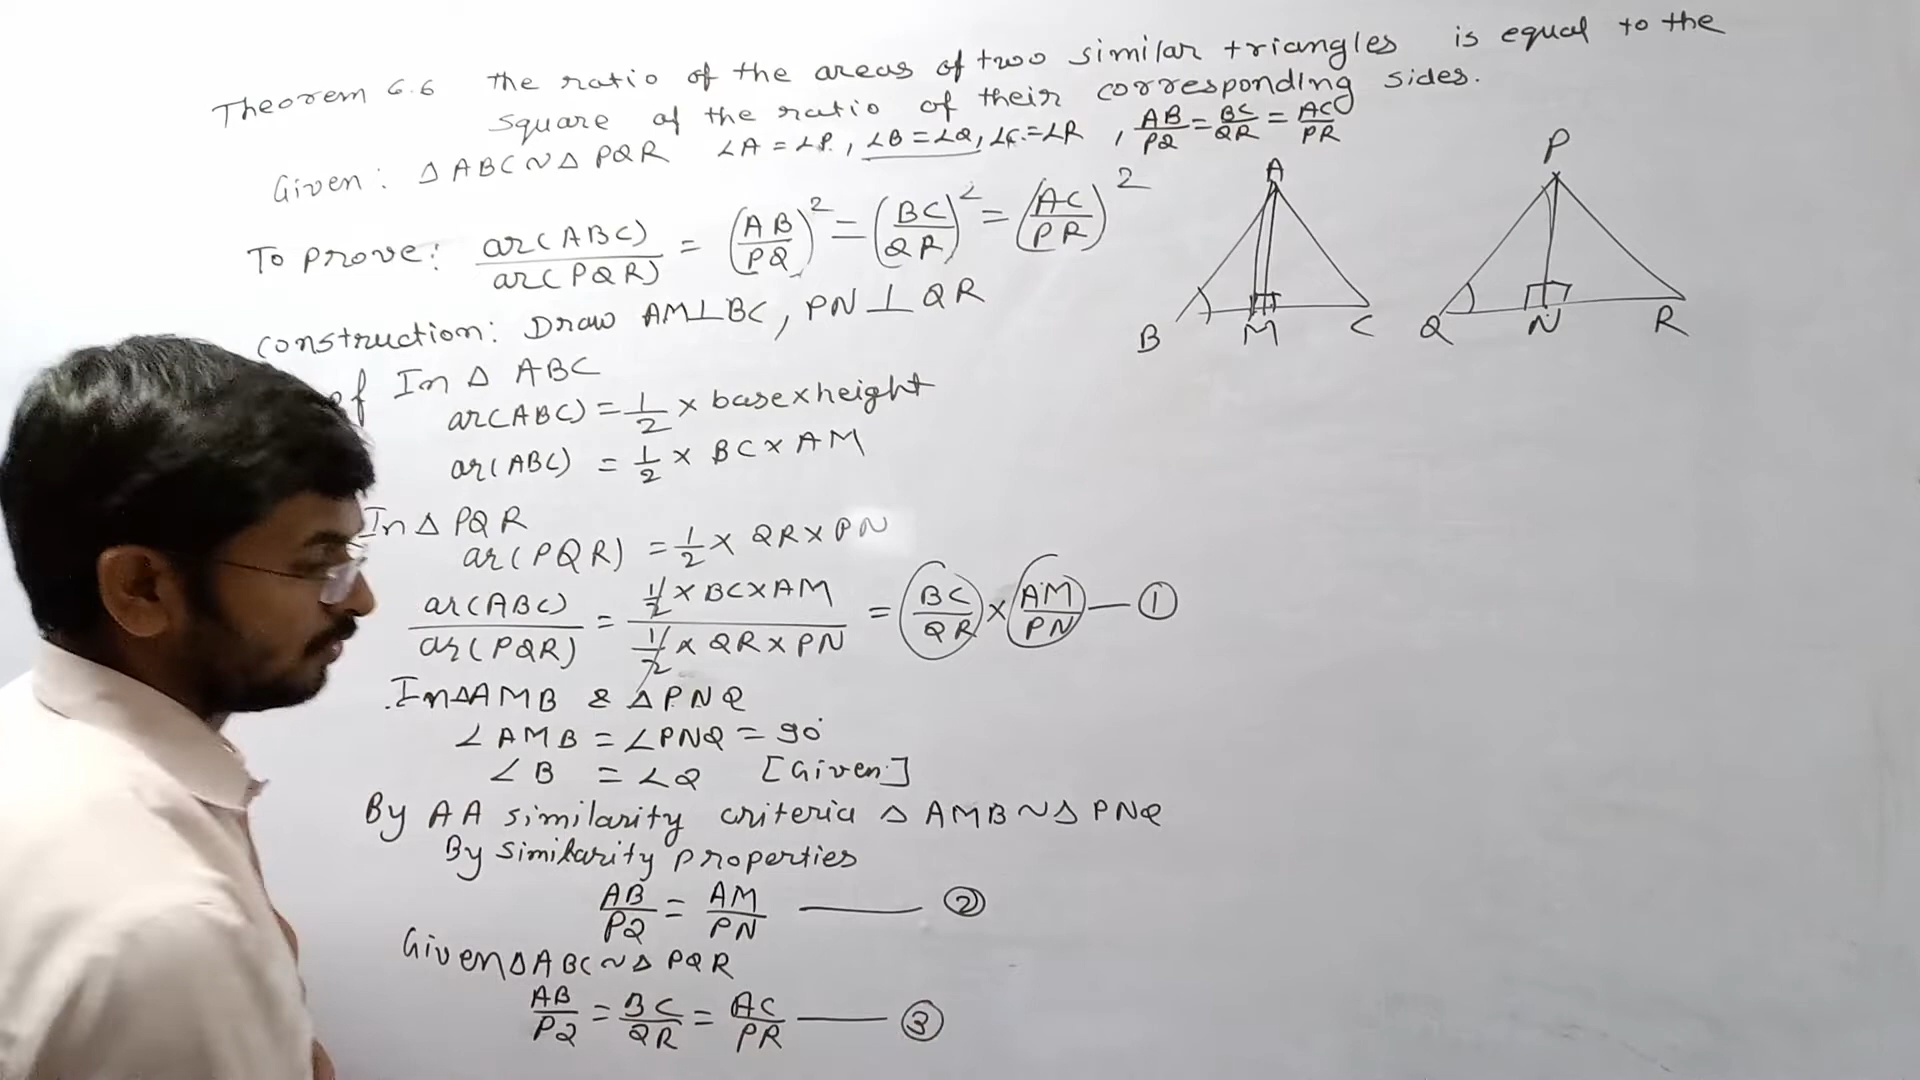 Theorem 6.6 The ratio of the areas of two similar triangles is equal to the
square of the ratio of their corresponding sides.
Given: △ABC ~ △PQR ∠A = ∠P, ∠B = ∠Q, ∠C = ∠R, AB/PQ = BC/QR = AC/PR
To prove: ar(ABC)/ar(PQR) = (AB/PQ)² = (BC/QR)² = (AC/PR)²
construction: Draw AM⊥BC, PN⊥QR
In △ ABC
ar(ABC) = 1/2 × base×height
ar(ABC) = 1/2 × BC × AM
In △ PQR
ar(PQR) = 1/2 × QR × PN
ar(ABC)/ar(PQR) = (1/2 × BC × AM)/(1/2 × QR × PN) = (BC/QR) × (AM/PN) — ①
In △AMB & △PNQ
∠AMB = ∠PNQ = 90°
∠B = ∠Q [Given]
By AA similarity criteria △ AMB ~ △ PNQ
By similarity properties
AB/PQ = AM/PN — ②
Given △ABC ~ △ PQR
AB/PQ = BC/QR = AC/PR — ③
A
B M C
P
Q N R